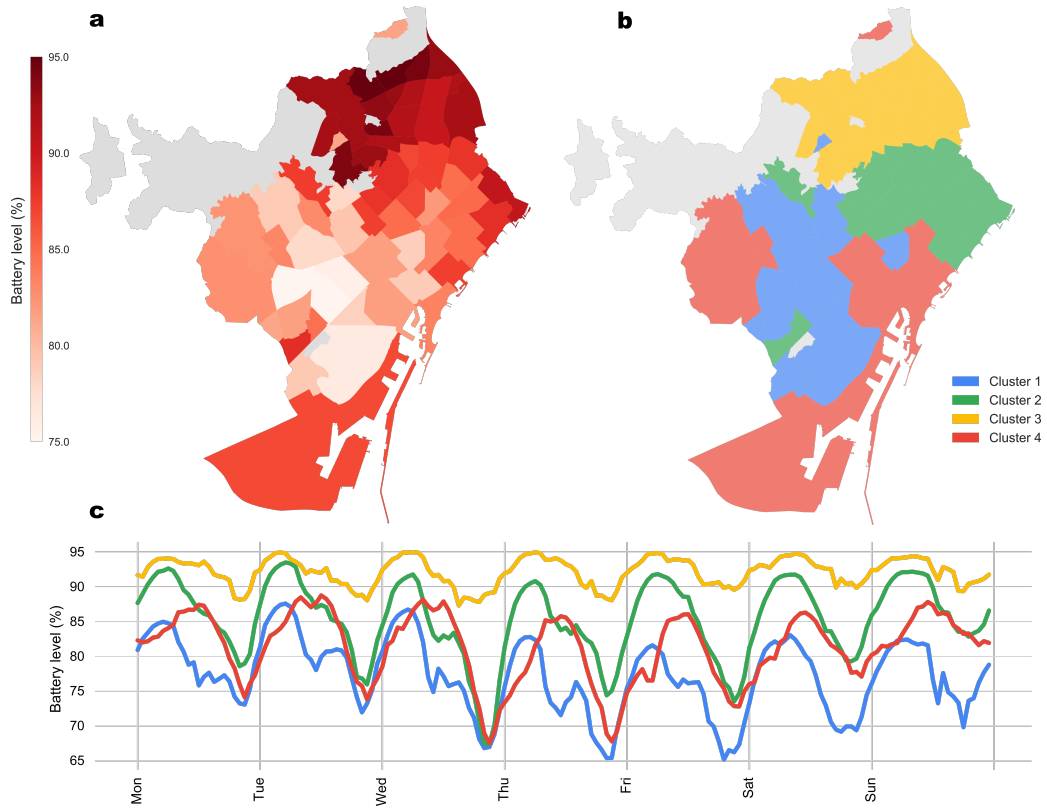 a
b
95.0
90.0
85.0
80.0
75.0
Battery level (%)
Cluster 1
Cluster 2
Cluster 3
Cluster 4
c
95
90
85
80
75
70
65
Battery level (%)
Mon
Tue
Wed
Thu
Fri
Sat
Sun